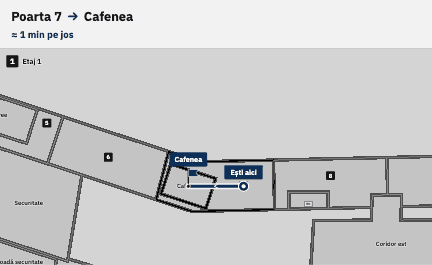 Poarta 7 → Cafenea
≈ 1 min pe jos
1 Etaj 1
5
6
Cafenea
Ești aici
8
Securitate
Coridor est